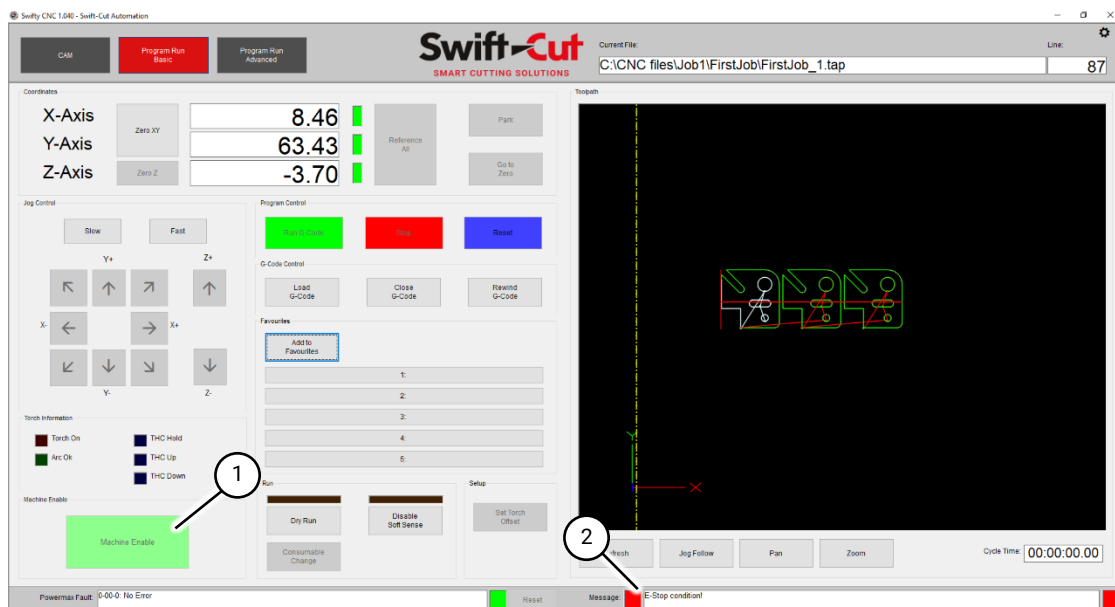 Swifty CNC 1.040 - Swift-Cut Automation
CAM
Program Run
Basic
Program Run
Advanced
Swift-Cut
SMART CUTTING SOLUTIONS
Current File:
C:\CNC files\Job1\FirstJob\FirstJob_1.tap
Line:
87
Coordinates
X-Axis
Zero XY
8.46
Y-Axis
63.43
Z-Axis
Zero Z
-3.70
Reference
All
Park
Go to
Zero
Jog Control
Slow
Fast
Y+
Z+
X-
X+
Y-
Z-
Program Control
Run G-Code
Stop
Reset
G-Code Control
Load
G-Code
Close
G-Code
Rewind
G-Code
Favourites
Add to
Favourites
1:
2:
3:
4:
5:
Torch Information
Torch On
Arc Ok
THC Hold
THC Up
THC Down
1
Machine Enable
Machine Enable
Run
Dry Run
Disable
Soft Sense
Consumable
Change
Setup
Set Torch
Offset
Toolpath
Y
X
2
Jog Follow
Pan
Zoom
Cycle Time:
00:00:00.00
Powermax Fault:
0-00-0: No Error
Reset
Message:
E-Stop condition!